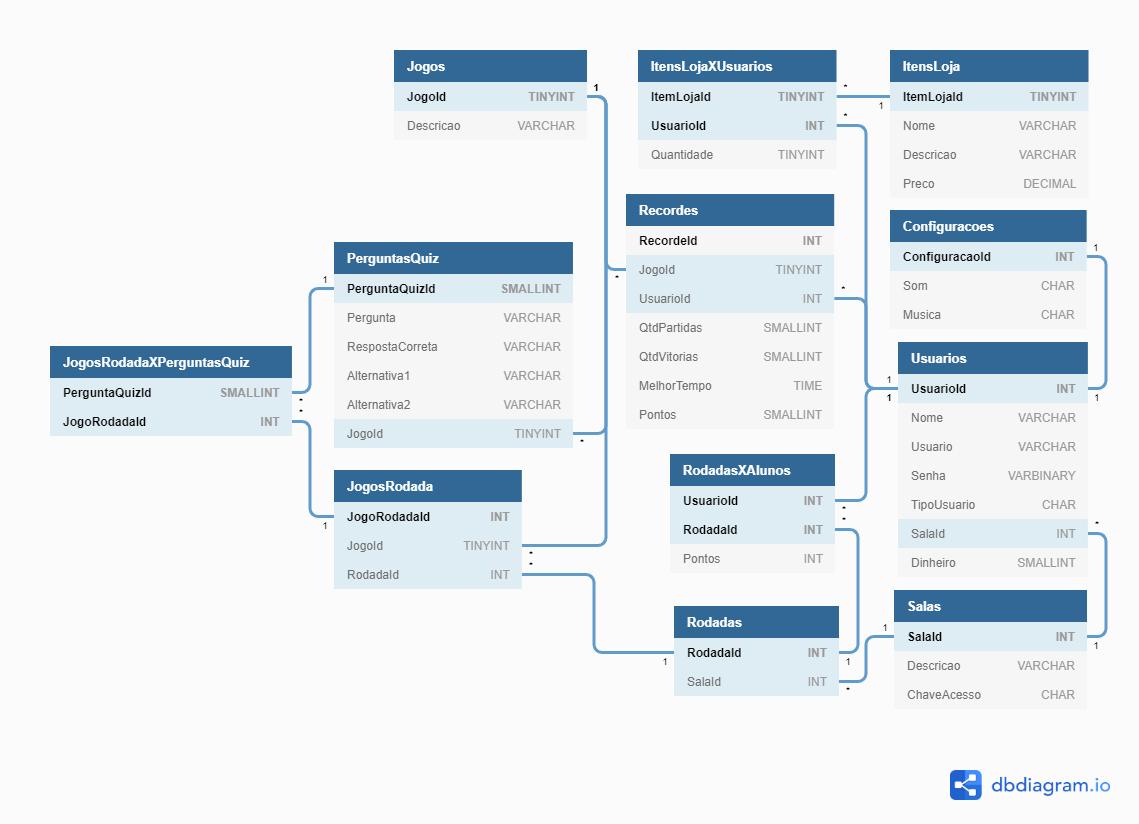 Jogos
JogoId TINYINT
Descricao VARCHAR
1
*
ItensLojaXUsuarios
ItemLojaId TINYINT
UsuarioId INT
Quantidade TINYINT
*
1
*
ItensLoja
ItemLojaId TINYINT
Nome VARCHAR
Descricao VARCHAR
Preco DECIMAL
Recordes
RecordeId INT
JogoId TINYINT
UsuarioId INT
QtdPartidas SMALLINT
QtdVitorias SMALLINT
MelhorTempo TIME
Pontos SMALLINT
*
Configuracoes
ConfiguracaoId INT
Som CHAR
Musica CHAR
1
1
PerguntasQuiz
PerguntaQuizId SMALLINT
Pergunta VARCHAR
RespostaCorreta VARCHAR
Alternativa1 VARCHAR
Alternativa2 VARCHAR
JogoId TINYINT
1
*
JogosRodadaXPerguntasQuiz
PerguntaQuizId SMALLINT
JogoRodadaId INT
*
*
Usuarios
UsuarioId INT
Nome VARCHAR
Usuario VARCHAR
Senha VARBINARY
TipoUsuario CHAR
SalaId INT
Dinheiro SMALLINT
1
1
*
JogosRodada
JogoRodadaId INT
JogoId TINYINT
RodadaId INT
1
*
*
RodadasXAlunos
UsuarioId INT
RodadaId INT
Pontos INT
*
*
Rodadas
RodadaId INT
SalaId INT
1
1
*
Salas
SalaId INT
Descricao VARCHAR
ChaveAcesso CHAR
1
1
dbdiagram.io